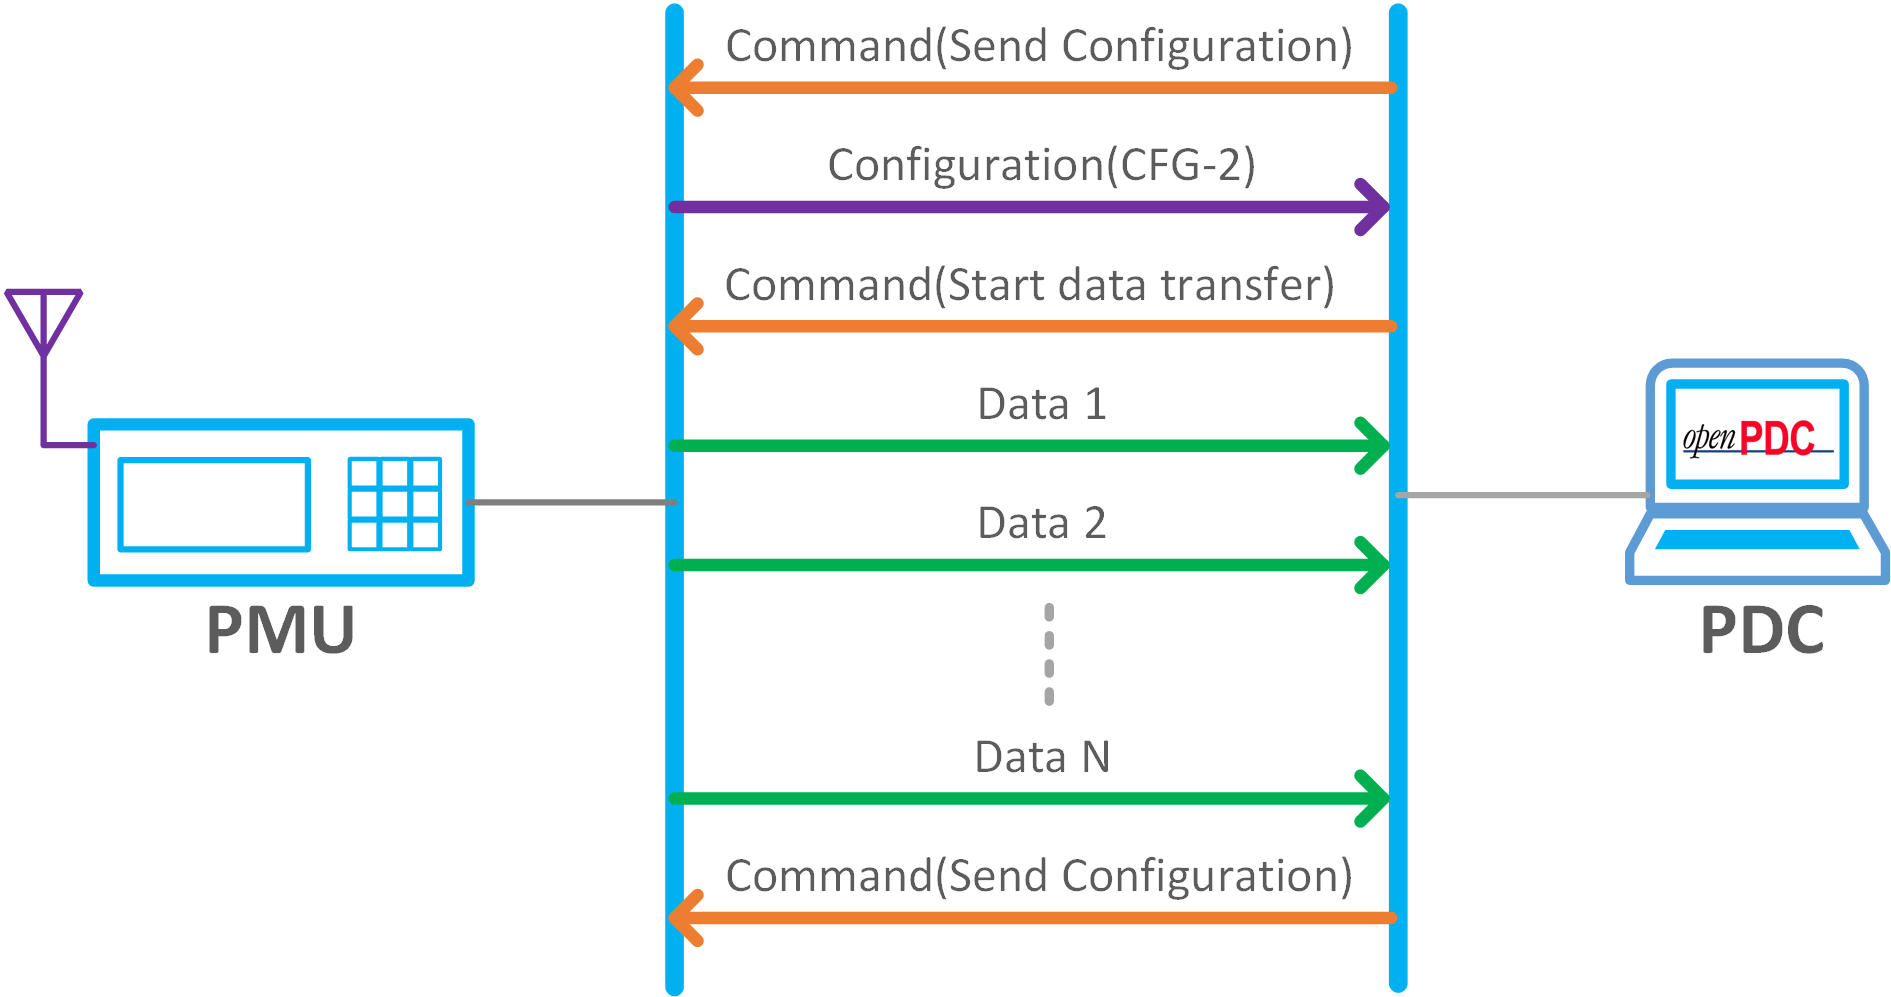 Command(Send Configuration)
Configuration(CFG-2)
Command(Start data transfer)
Data 1
openPDC
Data 2
PMU
PDC
Data N
Command(Send Configuration)